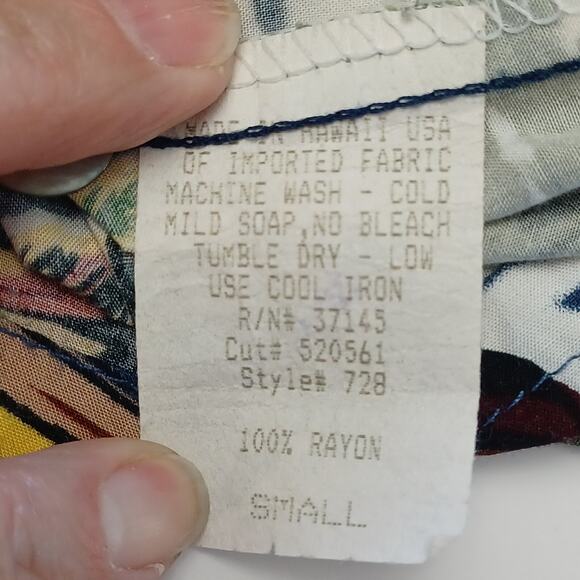 MADE IN HAWAII USA
OF IMPORTED FABRIC
MACHINE WASH - COLD
MILD SOAP,NO BLEACH
TUMBLE DRY - LOW
USE COOL IRON
R/N# 37145
Cut# 520561
Style# 728
100% RAYON
SMALL